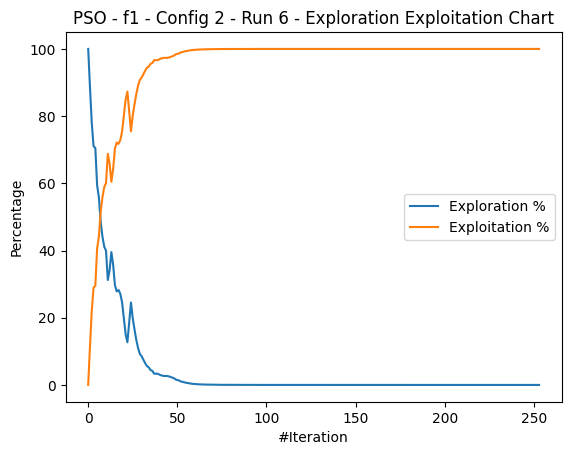 PSO - f1 - Config 2 - Run 6 - Exploration Exploitation Chart
100
80
60
40
20
0
Percentage
Exploration %
Exploitation %
0 50 100 150 200 250
#Iteration